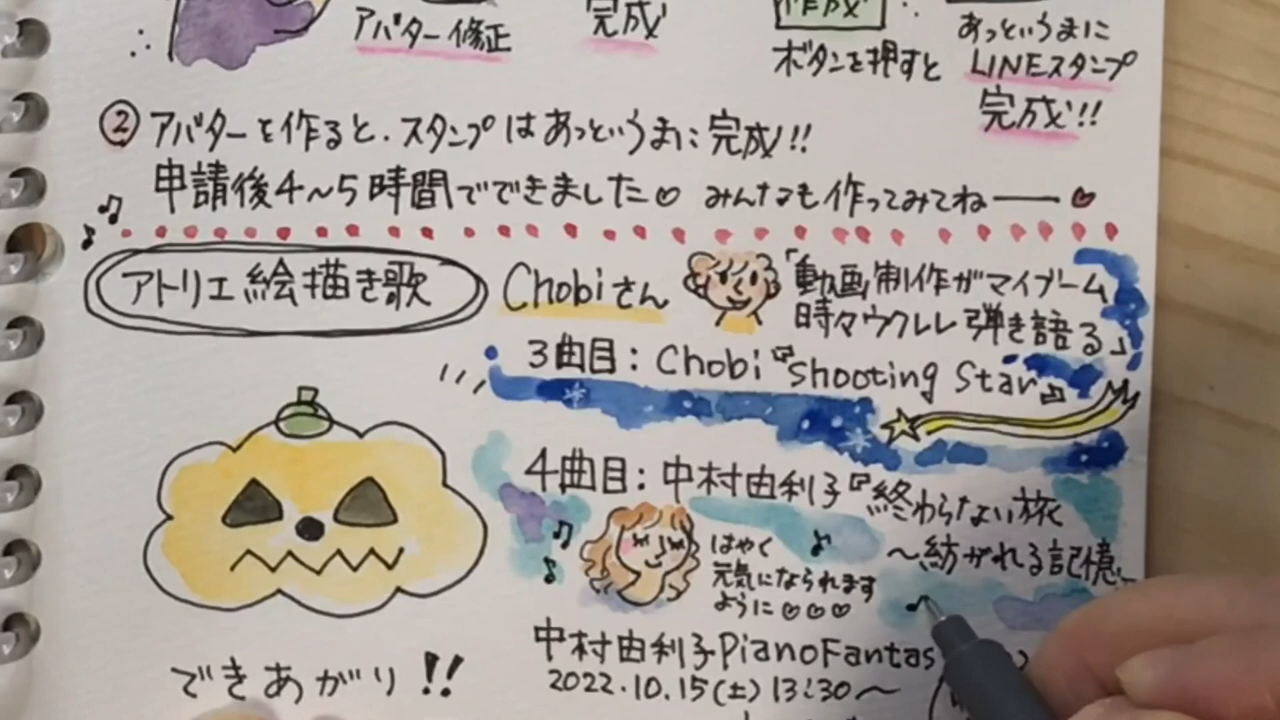 アバター修正
完成
作成
ボタンを押すと
あっというまに
LINEスタンプ
完成!!
② アバターを作ると、スタンプはあっというまに完成!!
申請後4〜5時間でできました♡ みんなも作ってみてねー♡
アトリエ絵描き歌
Chobiさん
「動画制作がマイブーム
時々ウクレレ弾き語る」
3曲目:Chobi『Shooting Star』
4曲目:中村由利子『終わらない旅
〜紡がれる記憶〜
はやく
元気になられます
ように♡♡♡
中村由利子PianoFantas
2022.10.15(土)13:30〜
できあがり!!